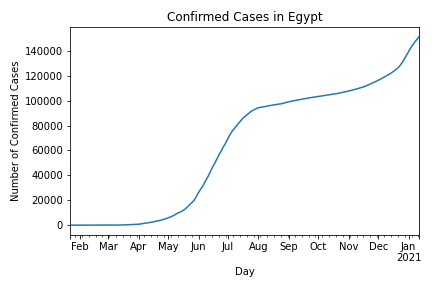 Confirmed Cases in Egypt
Number of Confirmed Cases
140000
120000
100000
80000
60000
40000
20000
0
Feb Mar Apr May Jun Jul Aug Sep Oct Nov Dec Jan
2021
Day